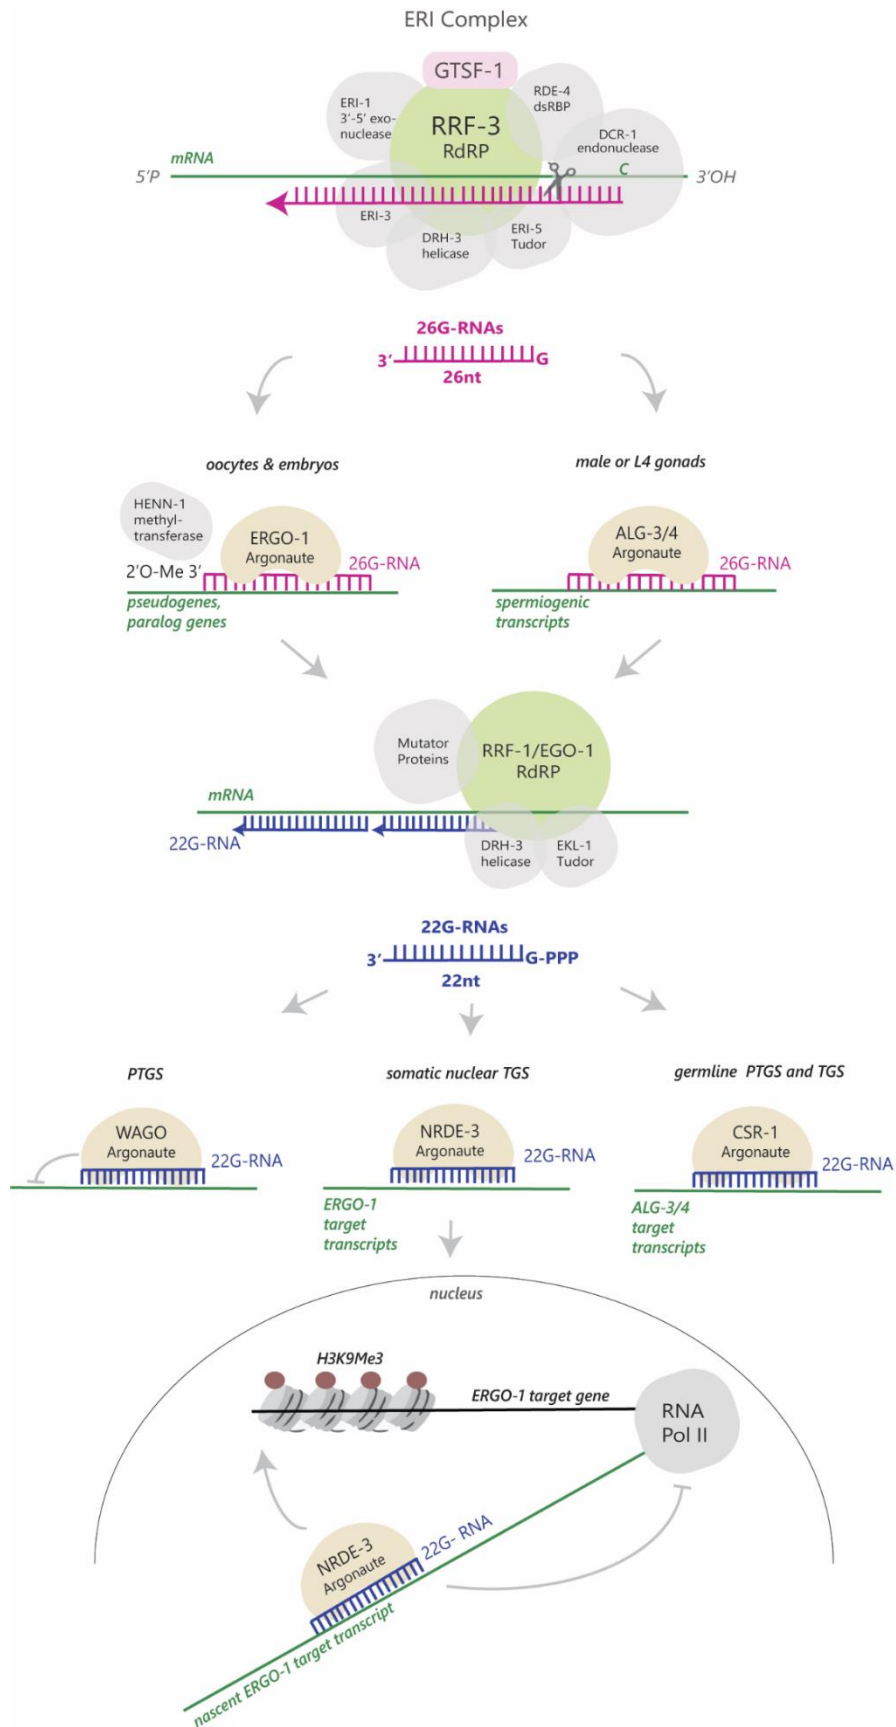 ERI Complex
GTSF-1
ERI-1
3'-5' exo-
nuclease
RDE-4
dsRBP
RRF-3
RdRP
DCR-1
endonuclease
mRNA
C
5'P
3'OH
ERI-3
DRH-3
helicase
ERI-5
Tudor
26G-RNAs
3'
G
26nt
oocytes & embryos
male or L4 gonads
HENN-1
methyl-
transferase
ERGO-1
Argonaute
ALG-3/4
Argonaute
2'O-Me 3'
26G-RNA
26G-RNA
pseudogenes,
paralog genes
spermiogenic
transcripts
Mutator
Proteins
RRF-1/EGO-1
RdRP
mRNA
22G-RNA
DRH-3
helicase
EKL-1
Tudor
22G-RNAs
3'
G-PPP
22nt
PTGS
somatic nuclear TGS
germline PTGS and TGS
WAGO
Argonaute
22G-RNA
NRDE-3
Argonaute
22G-RNA
CSR-1
Argonaute
22G-RNA
ERGO-1
target
transcripts
ALG-3/4
target
transcripts
nucleus
H3K9Me3
ERGO-1 target gene
RNA
Pol II
NRDE-3
Argonaute
22G- RNA
nascent ERGO-1 target transcript